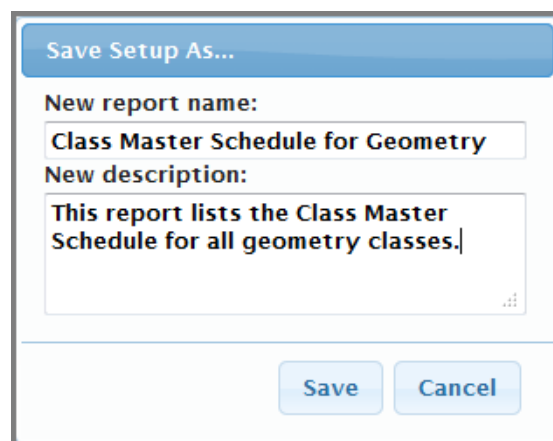 Save Setup As...
New report name:
Class Master Schedule for Geometry
New description:
This report lists the Class Master
Schedule for all geometry classes.
Save Cancel